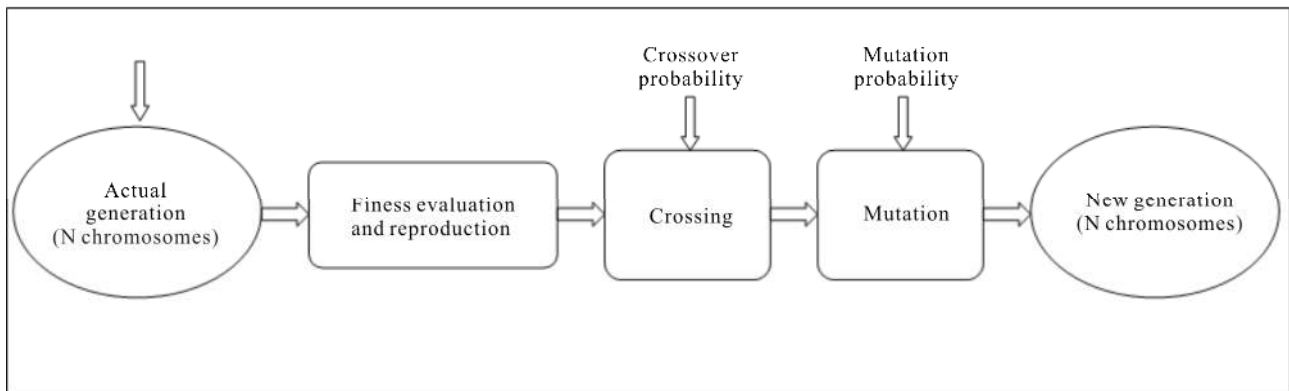 Crossover
probability
Mutation
probability
Actual
generation
(N chromosomes)
Finess evaluation
and reproduction
Crossing
Mutation
New generation
(N chromosomes)